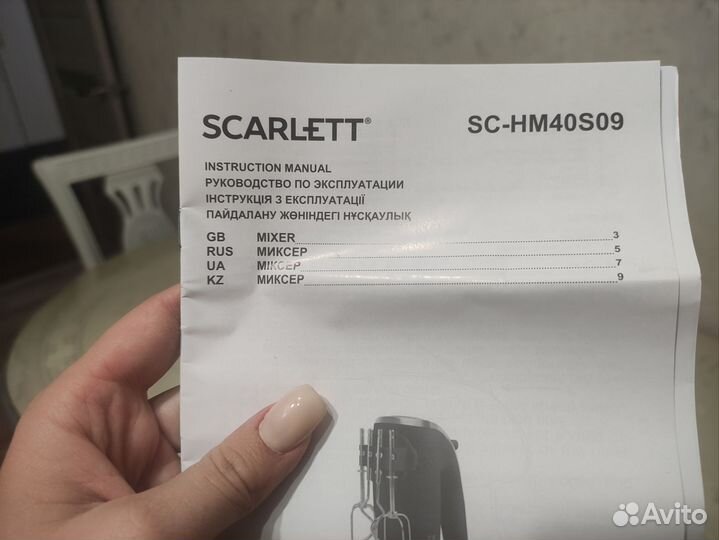 SCARLETT® SC-HM40S09
INSTRUCTION MANUAL
РУКОВОДСТВО ПО ЭКСПЛУАТАЦИИ
ІНСТРУКЦІЯ З ЕКСПЛУАТАЦІЇ
ПАЙДАЛАНУ ЖӨНІНДЕГІ НҰСҚАУЛЫҚ
GB MIXER 3
RUS МИКСЕР 5
UA МІКСЕР 7
KZ МИКСЕР 9
Avito